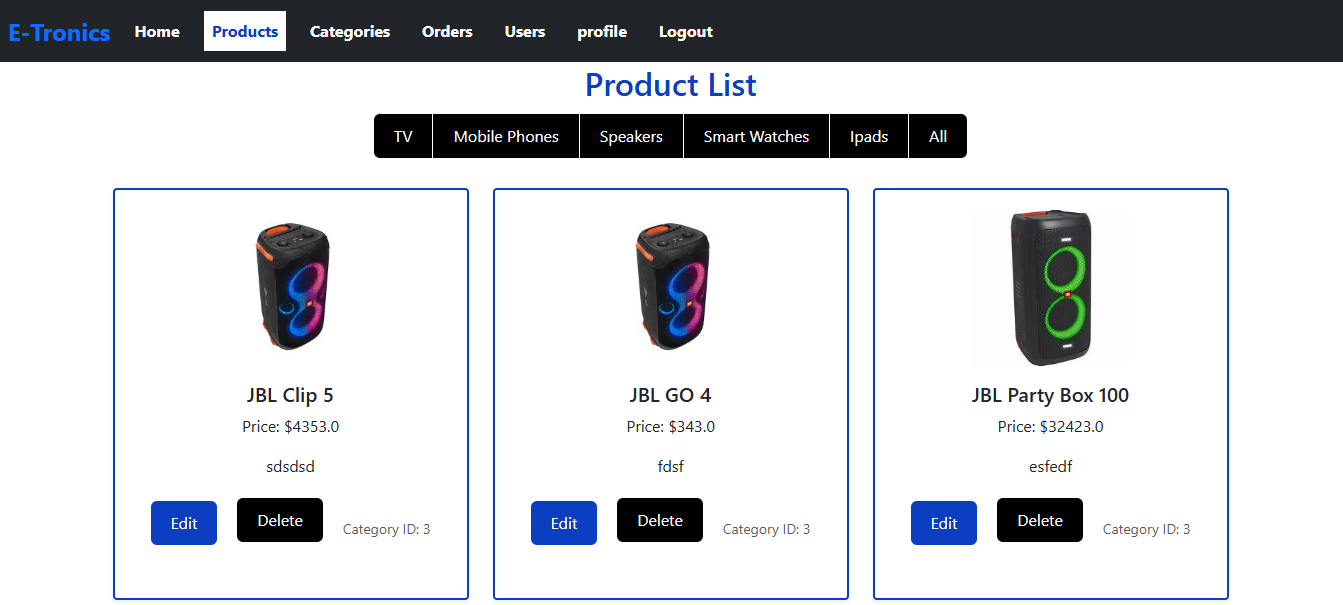 E-Tronics Home Products Categories Orders Users profile Logout
Product List
TV Mobile Phones Speakers Smart Watches Ipads All
JBL Clip 5
Price: $4353.0
sdsdsd
Edit Delete Category ID: 3
JBL GO 4
Price: $343.0
fdsf
Edit Delete Category ID: 3
JBL Party Box 100
Price: $32423.0
esfedf
Edit Delete Category ID: 3